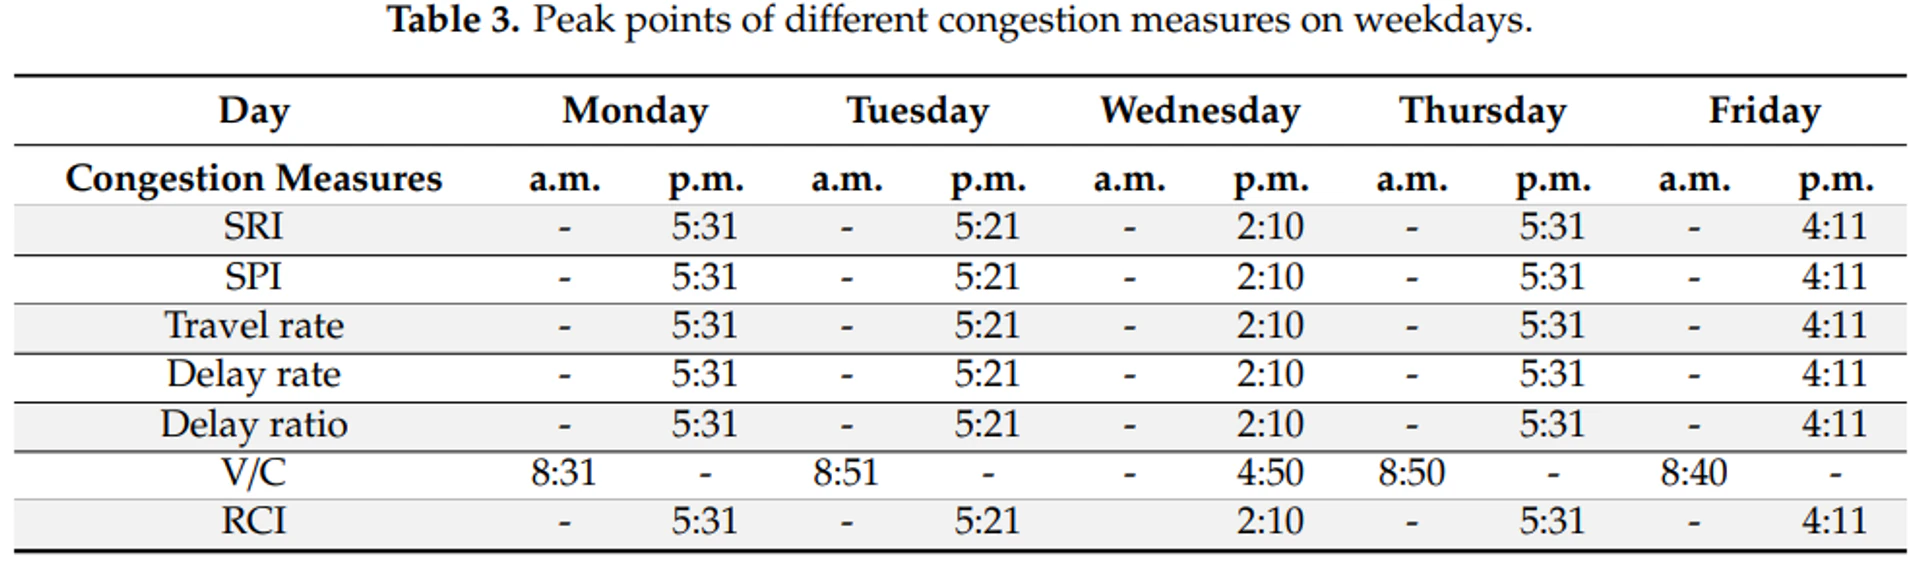 Table 3. Peak points of different congestion measures on weekdays.
Day Monday Tuesday Wednesday Thursday Friday
Congestion Measures a.m. p.m. a.m. p.m. a.m. p.m. a.m. p.m. a.m. p.m.
SRI - 5:31 - 5:21 - 2:10 - 5:31 - 4:11
SPI - 5:31 - 5:21 - 2:10 - 5:31 - 4:11
Travel rate - 5:31 - 5:21 - 2:10 - 5:31 - 4:11
Delay rate - 5:31 - 5:21 - 2:10 - 5:31 - 4:11
Delay ratio - 5:31 - 5:21 - 2:10 - 5:31 - 4:11
V/C 8:31 - 8:51 - - 4:50 8:50 - 8:40 -
RCI - 5:31 - 5:21 2:10 - 5:31 - 4:11